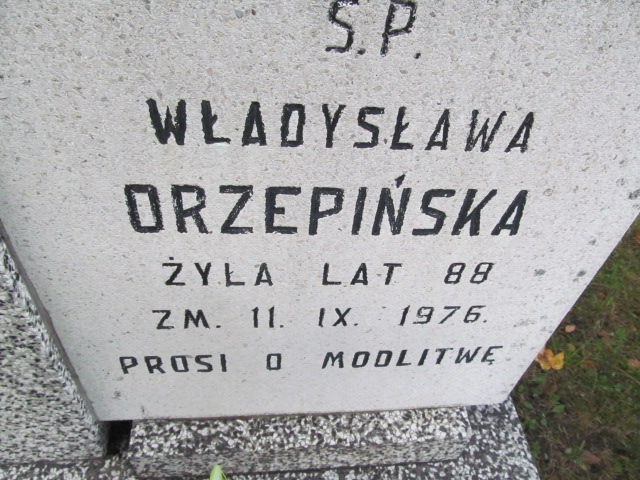 Ś.P.
WŁADYSŁAWA
ORZEPIŃSKA
ŻYŁA LAT 88
ZM. 11. IX. 1976.
PROSI O MODLITWĘ